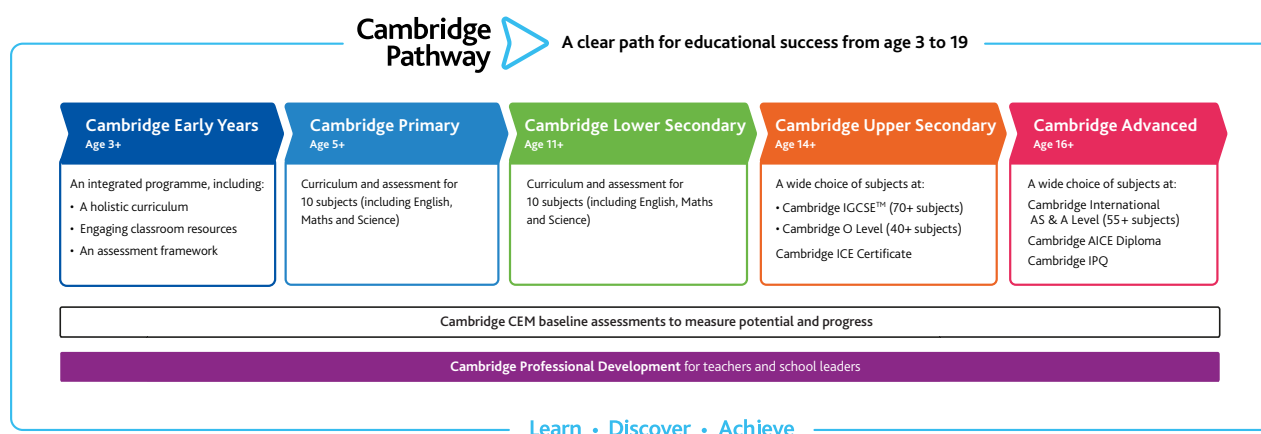 Cambridge
Pathway
A clear path for educational success from age 3 to 19
Cambridge Early Years
Age 3+
An integrated programme, including:
• A holistic curriculum
• Engaging classroom resources
• An assessment framework
Cambridge Primary
Age 5+
Curriculum and assessment for
10 subjects (including English,
Maths and Science)
Cambridge Lower Secondary
Age 11+
Curriculum and assessment for
10 subjects (including English, Maths
and Science)
Cambridge Upper Secondary
Age 14+
A wide choice of subjects at:
• Cambridge IGCSE™ (70+ subjects)
• Cambridge O Level (40+ subjects)
Cambridge ICE Certificate
Cambridge Advanced
Age 16+
A wide choice of subjects at:
Cambridge International
AS & A Level (55+ subjects)
Cambridge AICE Diploma
Cambridge IPQ
Cambridge CEM baseline assessments to measure potential and progress
Cambridge Professional Development for teachers and school leaders
Learn • Discover • Achieve